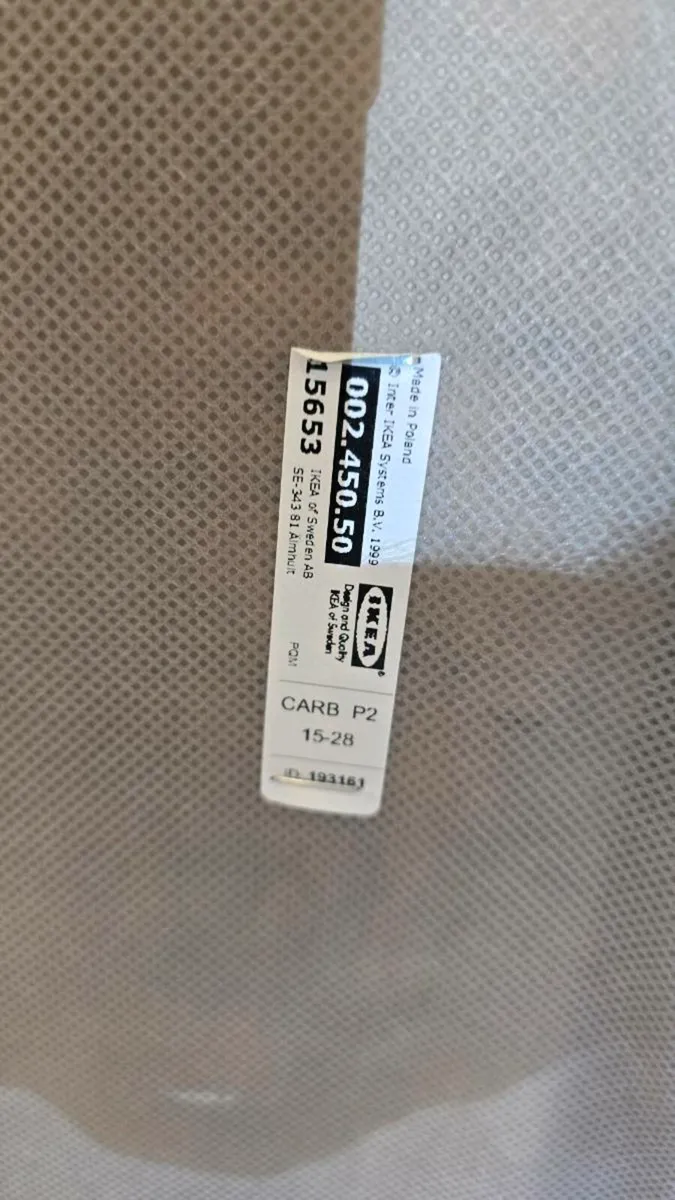 Made in Poland
© Inter IKEA Systems B.V. 1999
002.450.50
15653
IKEA of Sweden AB
SE-343 81 Älmhult
IKEA®
Design and Quality
IKEA of Sweden
PQM
CARB P2
15-28
ID: 193161